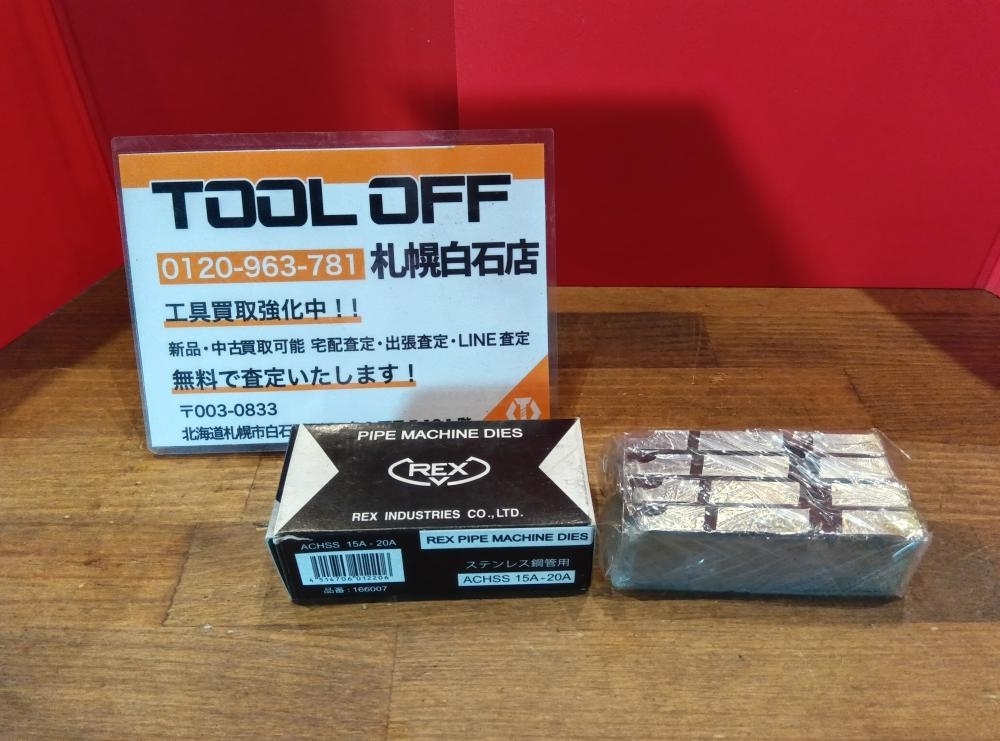 TOOL OFF
0120-963-781 札幌白石店
工具買取強化中！！
新品・中古買取可能 宅配査定・出張査定・LINE査定
無料で査定いたします！
〒003-0833
北海道札幌市白石
PIPE MACHINE DIES
REX
REX INDUSTRIES CO.,LTD.
ACHSS 15A - 20A
4 514706 012206
品番 : 166007
REX PIPE MACHINE DIES
ステンレス鋼管用
ACHSS 15A-20A